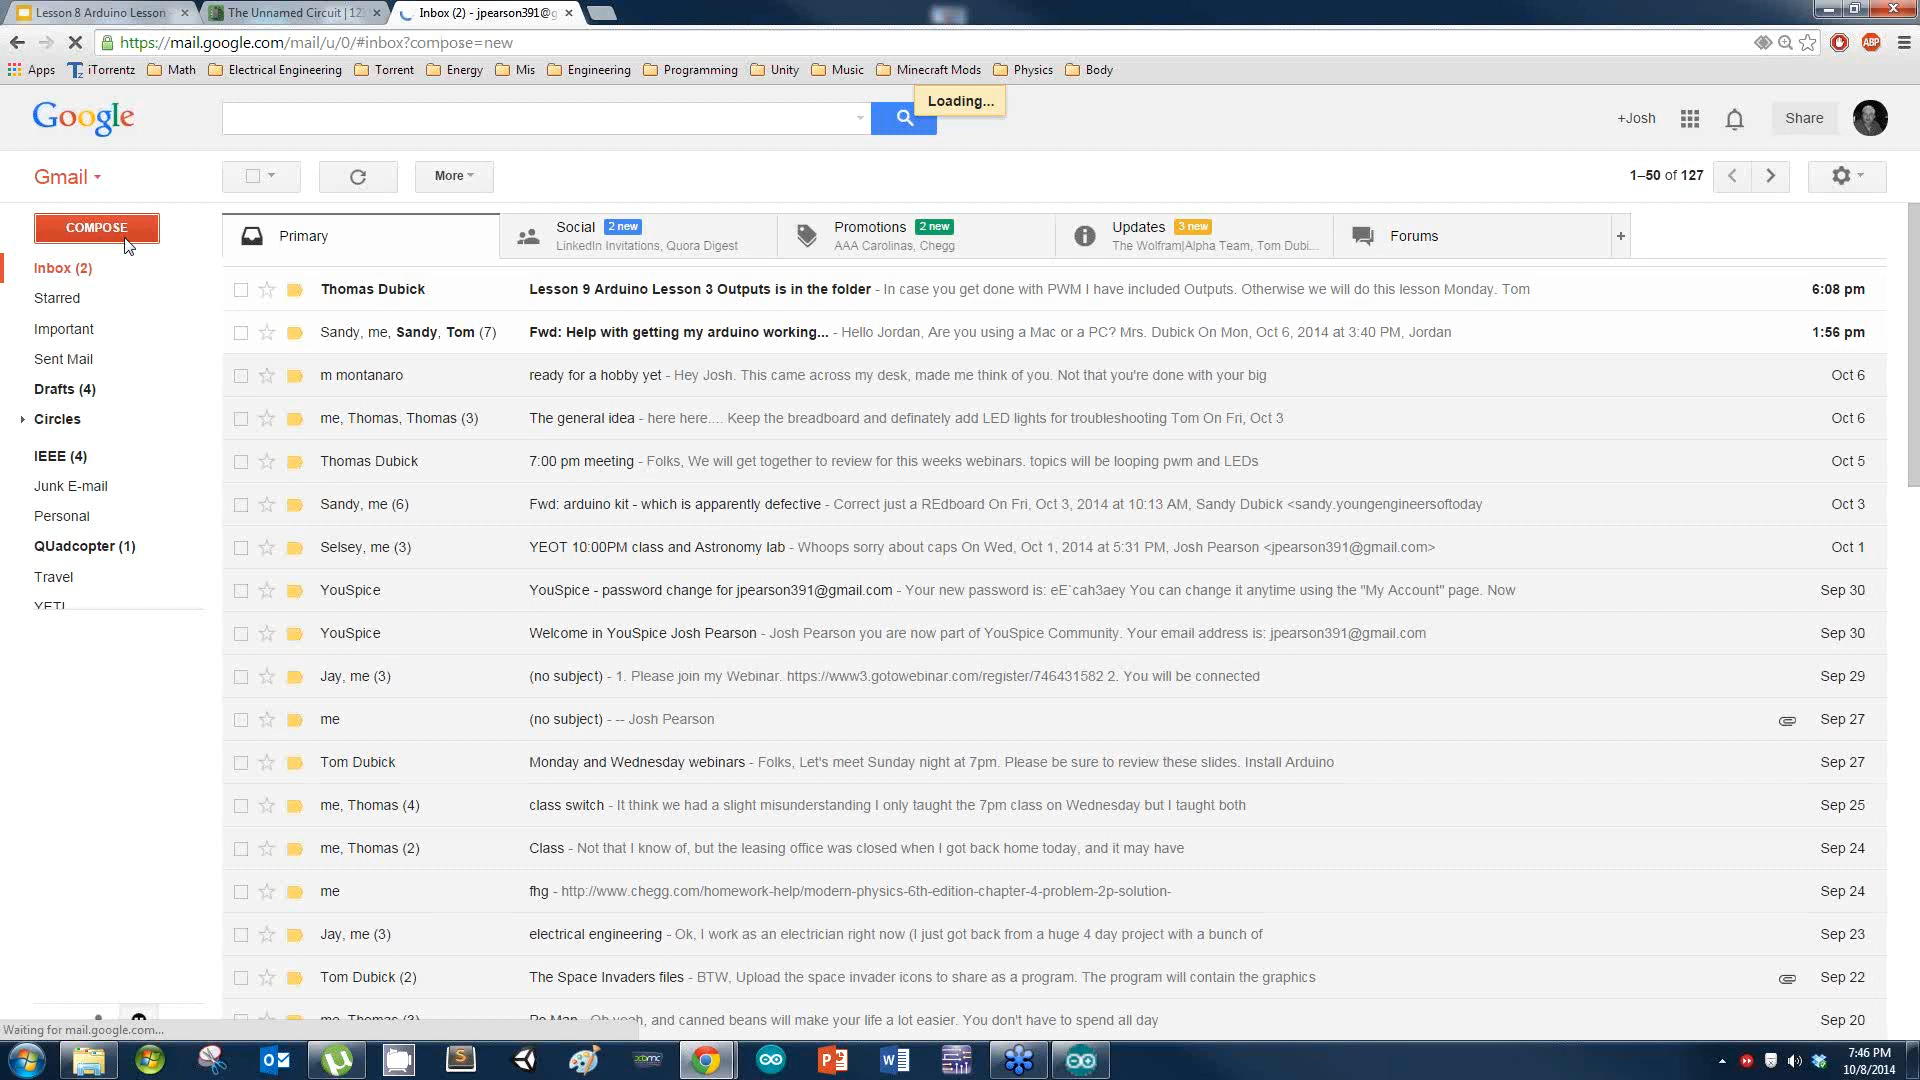 Lesson 8 Arduino Lesson
The Unnamed Circuit | 12
Inbox (2) - jpearson391@g
https://mail.google.com/mail/u/0/#inbox?compose=new
ABP
Apps iTorrentz Math Electrical Engineering Torrent Energy Mis Engineering Programming Unity Music Minecraft Mods Physics Body
Loading...
Google
+Josh
Share
Gmail
More
1–50 of 127
COMPOSE
Inbox (2)
Starred
Important
Sent Mail
Drafts (4)
Circles
IEEE (4)
Junk E-mail
Personal
QUadcopter (1)
Travel
YETI
Primary
Social 2 new
LinkedIn Invitations, Quora Digest
Promotions 2 new
AAA Carolinas, Chegg
Updates 3 new
The Wolfram|Alpha Team, Tom Dubi...
Forums
+
Thomas Dubick Lesson 9 Arduino Lesson 3 Outputs is in the folder - In case you get done with PWM I have included Outputs. Otherwise we will do this lesson Monday. Tom 6:08 pm
Sandy, me, Sandy, Tom (7) Fwd: Help with getting my arduino working... - Hello Jordan, Are you using a Mac or a PC? Mrs. Dubick On Mon, Oct 6, 2014 at 3:40 PM, Jordan 1:56 pm
m montanaro ready for a hobby yet - Hey Josh. This came across my desk, made me think of you. Not that you're done with your big Oct 6
me, Thomas, Thomas (3) The general idea - here here.... Keep the breadboard and definately add LED lights for troubleshooting Tom On Fri, Oct 3 Oct 6
Thomas Dubick 7:00 pm meeting - Folks, We will get together to review for this weeks webinars. topics will be looping pwm and LEDs Oct 5
Sandy, me (6) Fwd: arduino kit - which is apparently defective - Correct just a REdboard On Fri, Oct 3, 2014 at 10:13 AM, Sandy Dubick <sandy.youngengineersoftoday Oct 3
Selsey, me (3) YEOT 10:00PM class and Astronomy lab - Whoops sorry about caps On Wed, Oct 1, 2014 at 5:31 PM, Josh Pearson <jpearson391@gmail.com> Oct 1
YouSpice YouSpice - password change for jpearson391@gmail.com - Your new password is: eE`cah3aey You can change it anytime using the "My Account" page. Now Sep 30
YouSpice Welcome in YouSpice Josh Pearson - Josh Pearson you are now part of YouSpice Community. Your email address is: jpearson391@gmail.com Sep 30
Jay, me (3) (no subject) - 1. Please join my Webinar. https://www3.gotowebinar.com/register/746431582 2. You will be connected Sep 29
me (no subject) - -- Josh Pearson Sep 27
Tom Dubick Monday and Wednesday webinars - Folks, Let's meet Sunday night at 7pm. Please be sure to review these slides. Install Arduino Sep 27
me, Thomas (4) class switch - It think we had a slight misunderstanding I only taught the 7pm class on Wednesday but I taught both Sep 25
me, Thomas (2) Class - Not that I know of, but the leasing office was closed when I got back home today, and it may have Sep 24
me fhg - http://www.chegg.com/homework-help/modern-physics-6th-edition-chapter-4-problem-2p-solution- Sep 24
Jay, me (3) electrical engineering - Ok, I work as an electrician right now (I just got back from a huge 4 day project with a bunch of Sep 23
Tom Dubick (2) The Space Invaders files - BTW, Upload the space invader icons to share as a program. The program will contain the graphics Sep 22
me, Thomas (3) Ro Man - Oh yeah, and canned beans will make your life a lot easier. You don't have to spend all day Sep 20
Waiting for mail.google.com...
xbmc
7:46 PM
10/8/2014